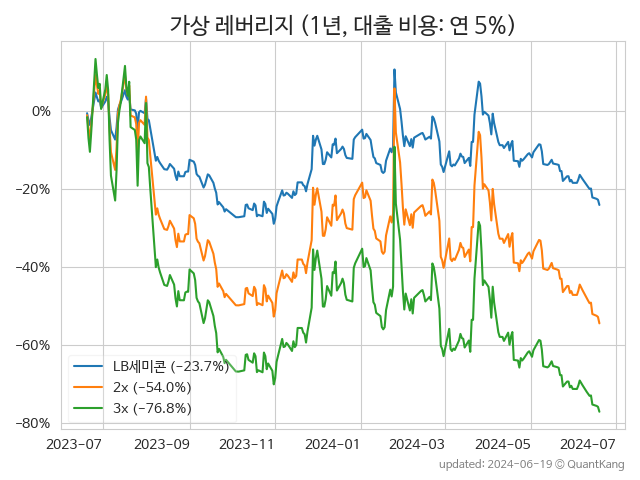 가상 레버리지 (1년, 대출 비용: 연 5%)
0%
−20%
−40%
−60%
−80%
LB세미콘 (−23.7%)
2x (−54.0%)
3x (−76.8%)
2023-07
2023-09
2023-11
2024-01
2024-03
2024-05
2024-07
updated: 2024-06-19 © QuantKang